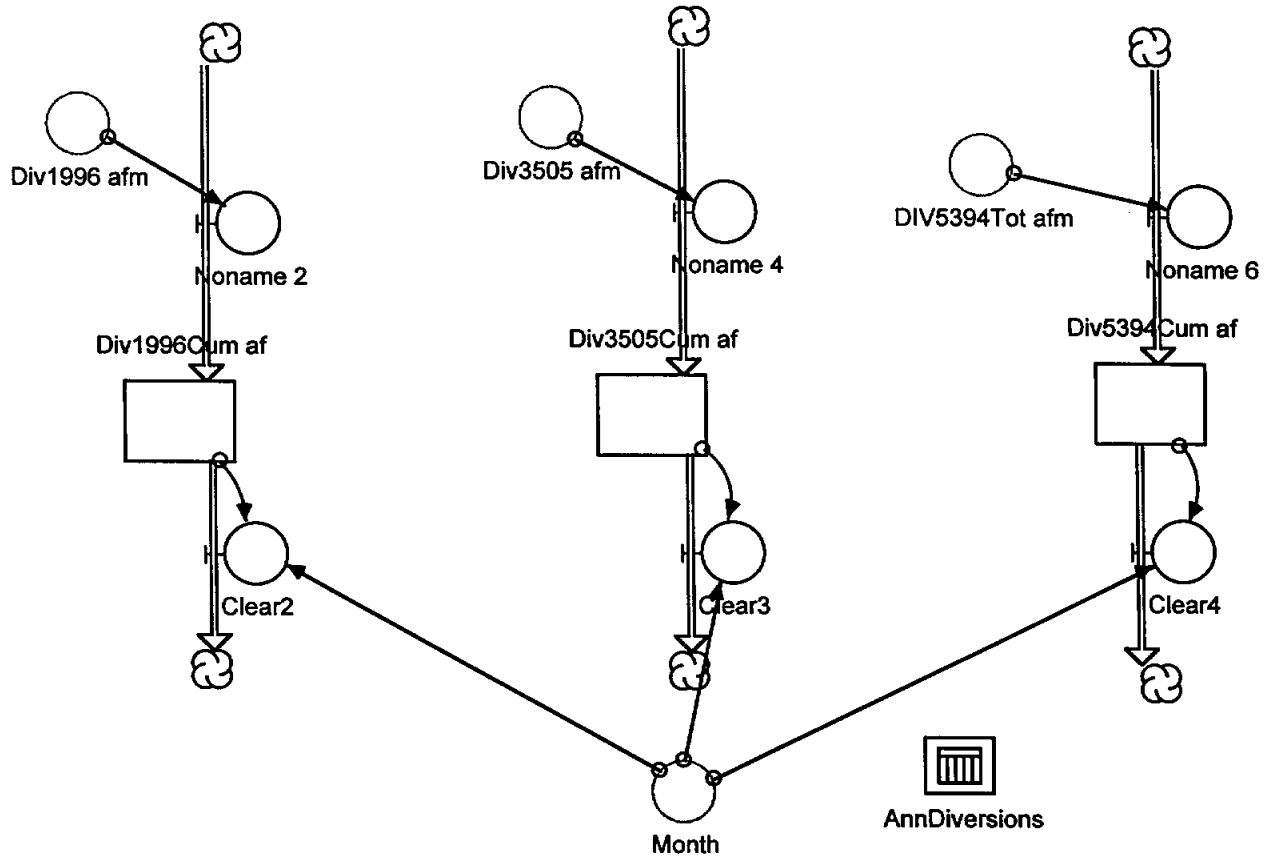 Div1996 afm
Div3505 afm
DIV5394Tot afm
Noname 2
Noname 4
Noname 6
Div1996Cum af
Div3505Cum af
Div5394Cum af
Clear2
Clear3
Clear4
AnnDiversions
Month